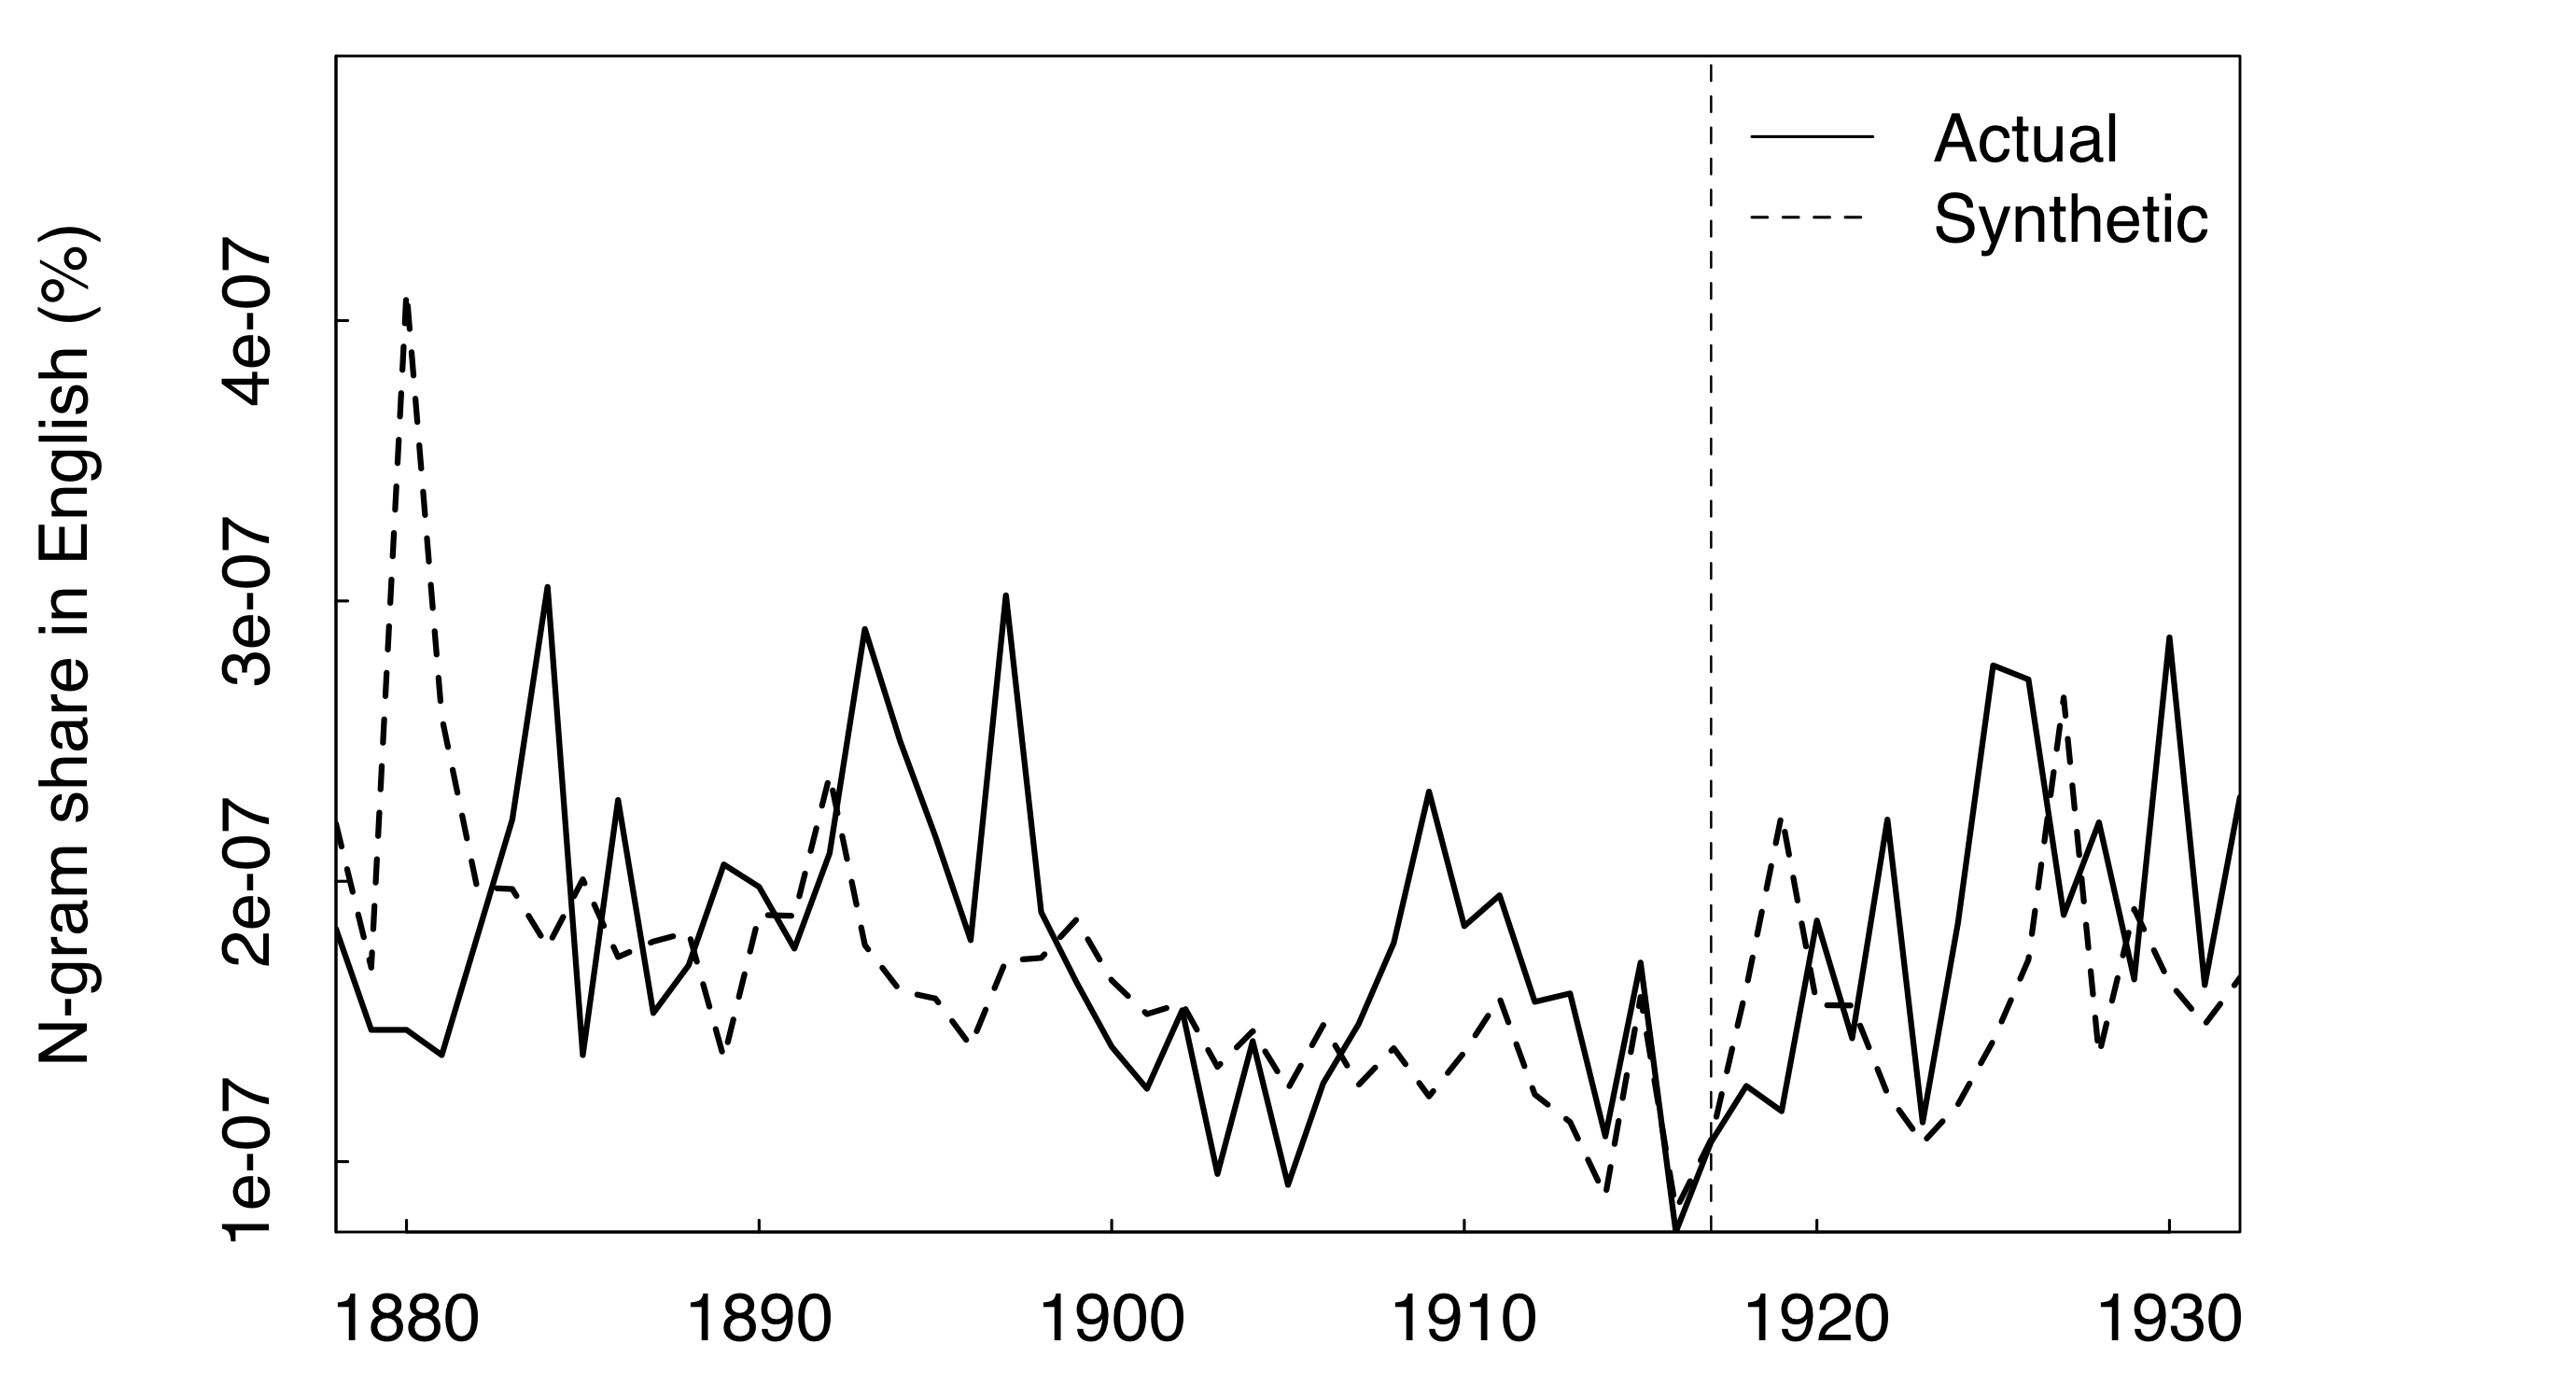 N-gram share in English (%)
4e-07
3e-07
2e-07
1e-07
Actual
Synthetic
1880 1890 1900 1910 1920 1930